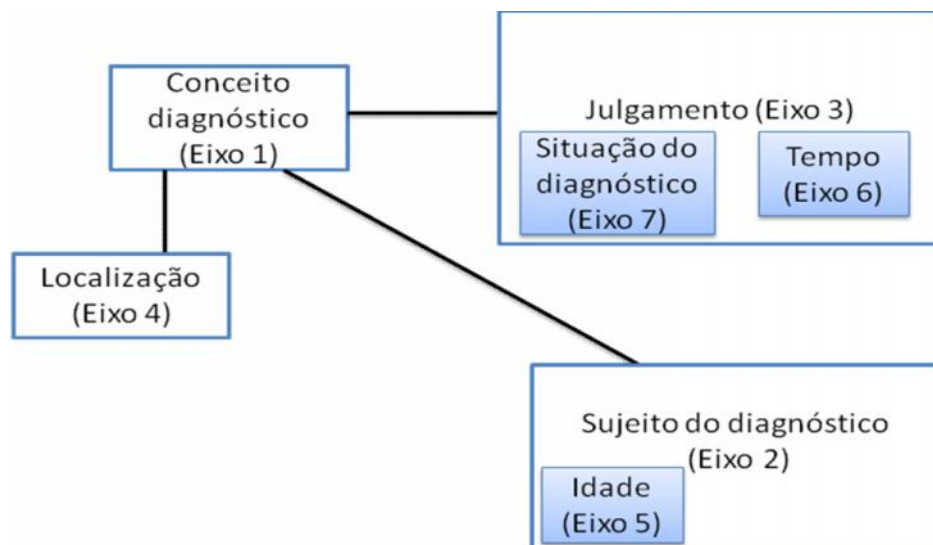 Conceito
diagnóstico
(Eixo 1)
Julgamento (Eixo 3)
Situação do
diagnóstico
(Eixo 7)
Tempo
(Eixo 6)
Localização
(Eixo 4)
Sujeito do diagnóstico
(Eixo 2)
Idade
(Eixo 5)